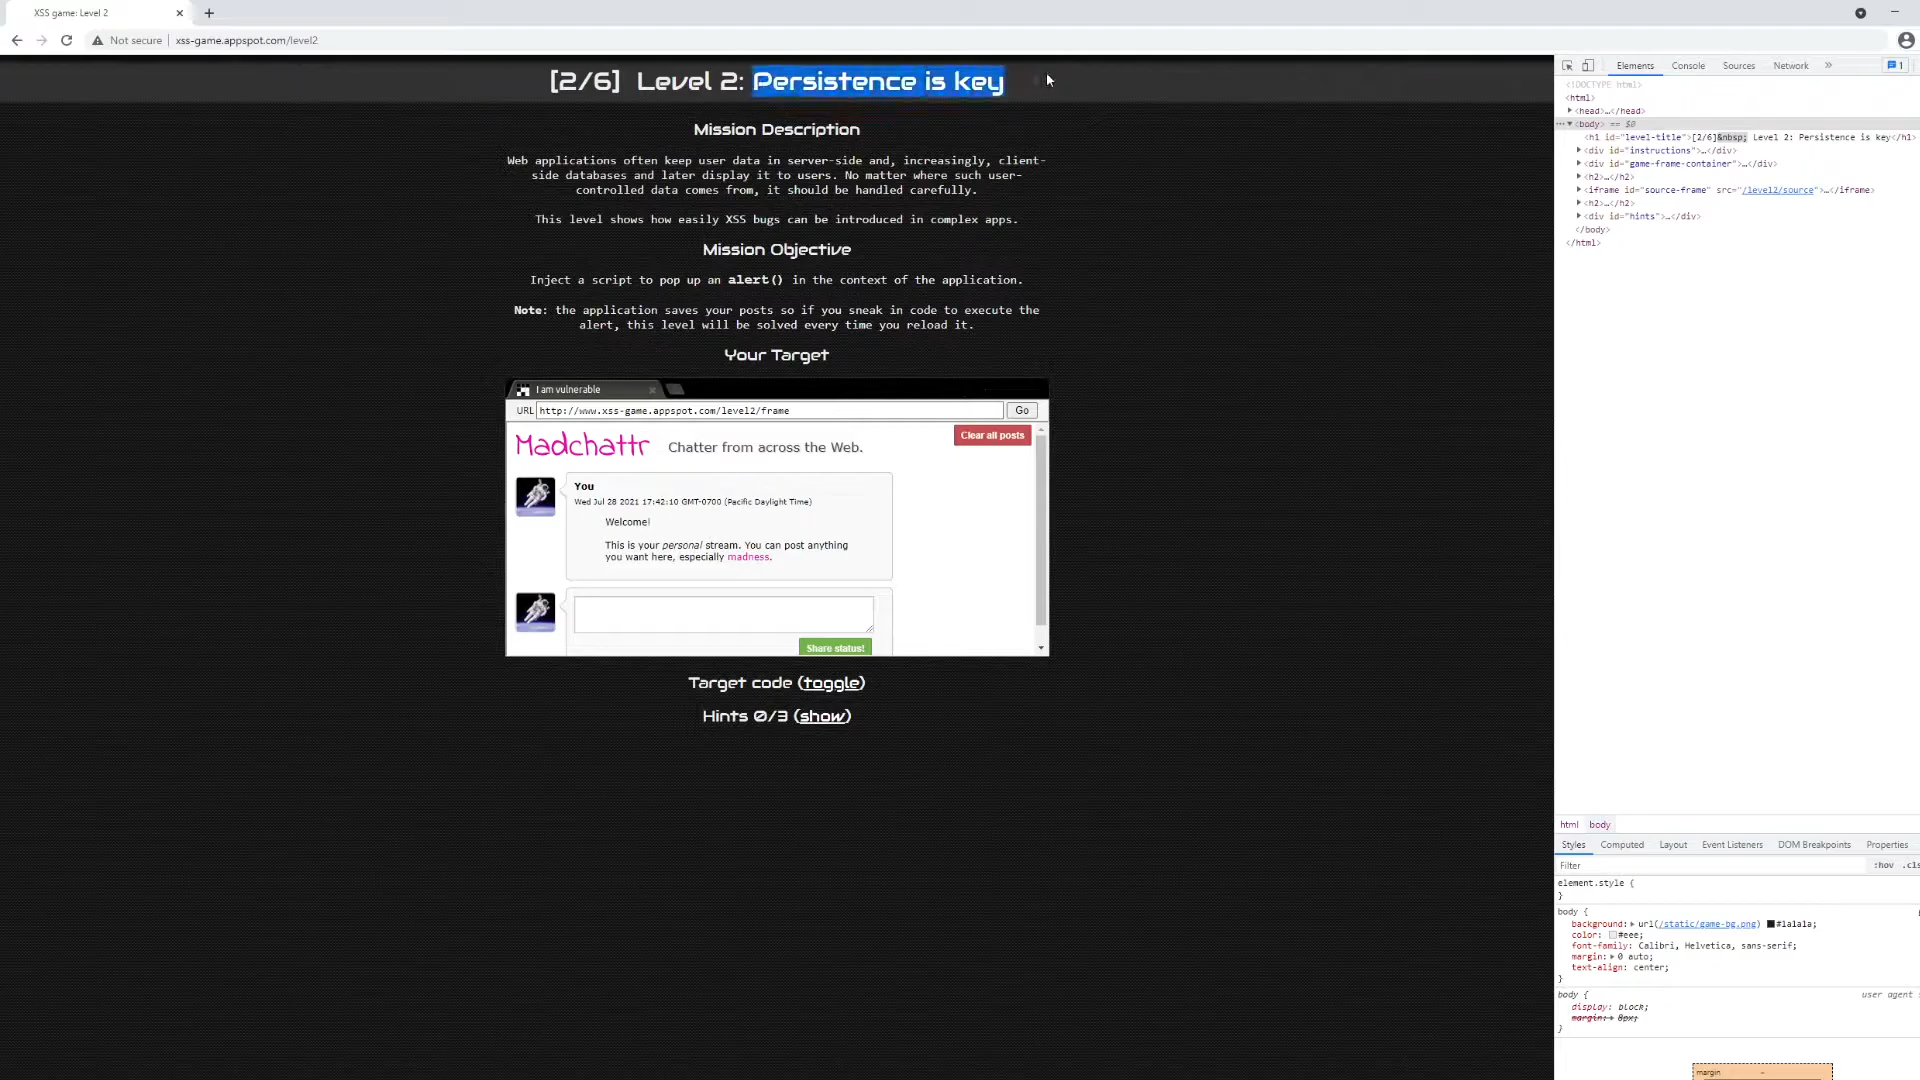 XSS game: Level 2
Not secure
xss-game.appspot.com/level2
[2/6]  Level 2: Persistence is key
Mission Description
Web applications often keep user data in server-side and, increasingly, client-
side databases and later display it to users. No matter where such user-
controlled data comes from, it should be handled carefully.
This level shows how easily XSS bugs can be introduced in complex apps.
Mission Objective
Inject a script to pop up an alert() in the context of the application.
Note: the application saves your posts so if you sneak in code to execute the
alert, this level will be solved every time you reload it.
Your Target
I am vulnerable
URL http://www.xss-game.appspot.com/level2/frame Go
Madchattr Chatter from across the Web. Clear all posts
You
Wed Jul 28 2021 17:42:10 GMT-0700 (Pacific Daylight Time)
Welcome!
This is your personal stream. You can post anything
you want here, especially madness.
Share status!
Target code (toggle)
Hints 0/3 (show)
Elements Console Sources Network » 1
<!DOCTYPE html>
<html>
<head>…</head>
<body> == $0
<h1 id="level-title">[2/6]&nbsp; Level 2: Persistence is key</h1>
<div id="instructions">…</div>
<div id="game-frame-container">…</div>
<h2>…</h2>
<iframe id="source-frame" src="/level2/source">…</iframe>
<h2>…</h2>
<div id="hints">…</div>
</body>
</html>
html body
Styles Computed Layout Event Listeners DOM Breakpoints Properties
Filter :hov .cls
element.style {
}
body {
background: url(/static/game-bg.png) #1a1a1a;
color: #eee;
font-family: Calibri, Helvetica, sans-serif;
margin: 0 auto;
text-align: center;
}
body { user agent
display: block;
margin: 8px;
}
margin –